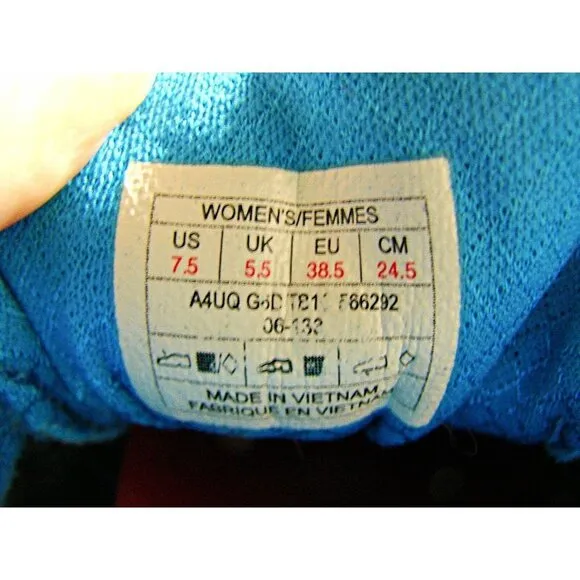 WOMEN'S/FEMMES
US UK EU CM
7.5 5.5 38.5 24.5
A4UQ
MADE IN VIETNAM
FABRIQUE EN VIETNAM